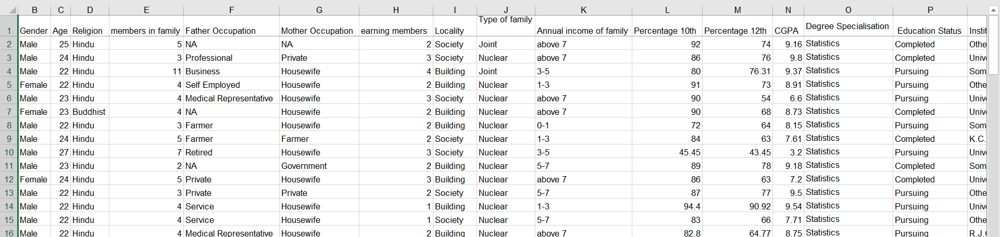 B C D E F G H I J K L M N O P
1 Gender Age Religion members in family Father Occupation Mother Occupation earning members Locality Type of family Annual income of family Percentage 10th Percentage 12th CGPA Degree Specialisation Education Status Instit
2 Male 25 Hindu 5 NA NA 2 Society Joint above 7 92 74 9.16 Statistics Completed Othe
3 Male 24 Hindu 3 Professional Private 3 Society Nuclear above 7 86 76 9.8 Statistics Completed Univ
4 Male 22 Hindu 11 Business Housewife 4 Building Joint 3-5 80 76.31 9.37 Statistics Pursuing Som
5 Female 22 Hindu 4 Self Employed Housewife 2 Building Nuclear 1-3 91 73 8.91 Statistics Pursuing Othe
6 Male 23 Hindu 4 Medical Representative Housewife 3 Society Nuclear above 7 90 54 6.6 Statistics Pursuing Univ
7 Female 23 Buddhist 4 NA Housewife 2 Building Nuclear above 7 90 68 8.73 Statistics Completed Univ
8 Male 22 Hindu 3 Farmer Housewife 2 Building Nuclear 0-1 72 64 8.15 Statistics Pursuing Som
9 Male 24 Hindu 5 Farmer Farmer 2 Society Nuclear 1-3 84 63 7.61 Statistics Completed K.C.
10 Male 27 Hindu 7 Retired Housewife 3 Society Nuclear 3-5 45.45 43.45 3.2 Statistics Pursuing Univ
11 Male 23 Hindu 2 NA Government 2 Building Nuclear 5-7 89 78 9.18 Statistics Completed Som
12 Female 24 Hindu 5 Private Housewife 3 Building Nuclear above 7 86 63 7.2 Statistics Completed Univ
13 Male 22 Hindu 3 Private Private 2 Society Nuclear 5-7 87 77 9.5 Statistics Pursuing Othe
14 Male 22 Hindu 4 Service Housewife 1 Building Nuclear 1-3 94.4 90.92 9.54 Statistics Pursuing Univ
15 Male 22 Hindu 4 Service Housewife 1 Society Nuclear 5-7 83 66 7.71 Statistics Pursuing Othe
16 Male 22 Hindu 4 Medical Representative Housewife 2 Building Nuclear above 7 82.8 64.77 8.75 Statistics Pursuing R.J.